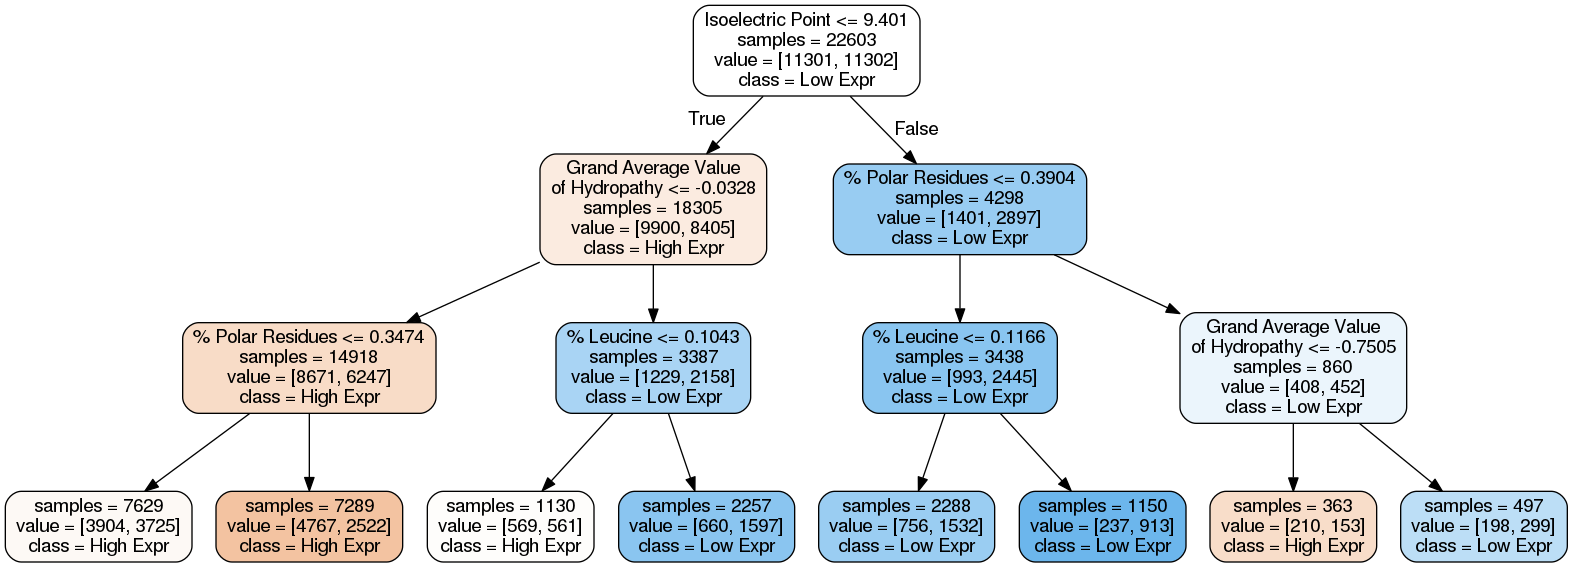 Isoelectric Point <= 9.401
samples = 22603
value = [11301, 11302]
class = Low Expr
True
False
Grand Average Value
of Hydropathy <= -0.0328
samples = 18305
value = [9900, 8405]
class = High Expr
% Polar Residues <= 0.3904
samples = 4298
value = [1401, 2897]
class = Low Expr
% Polar Residues <= 0.3474
samples = 14918
value = [8671, 6247]
class = High Expr
% Leucine <= 0.1043
samples = 3387
value = [1229, 2158]
class = Low Expr
% Leucine <= 0.1166
samples = 3438
value = [993, 2445]
class = Low Expr
Grand Average Value
of Hydropathy <= -0.7505
samples = 860
value = [408, 452]
class = Low Expr
samples = 7629
value = [3904, 3725]
class = High Expr
samples = 7289
value = [4767, 2522]
class = High Expr
samples = 1130
value = [569, 561]
class = High Expr
samples = 2257
value = [660, 1597]
class = Low Expr
samples = 2288
value = [756, 1532]
class = Low Expr
samples = 1150
value = [237, 913]
class = Low Expr
samples = 363
value = [210, 153]
class = High Expr
samples = 497
value = [198, 299]
class = Low Expr